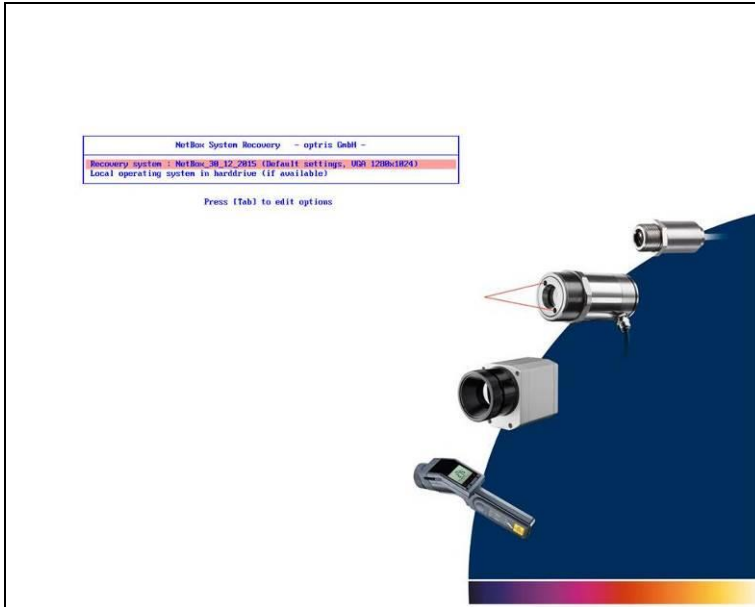 NetBox System Recovery - optris GmbH -
Recovery system : NetBox_30_12_2015 (Default settings, VGA 1280x1024)
Local operating system in harddrive (if available)
Press [Tab] to edit options